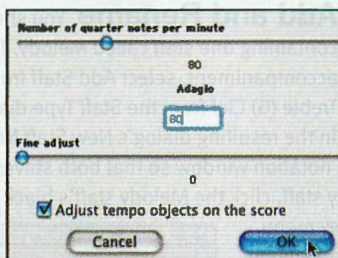 Number of quarter notes per minute
80
Adagio
80
Fine adjust
0
Adjust tempo objects on the score
Cancel
OK